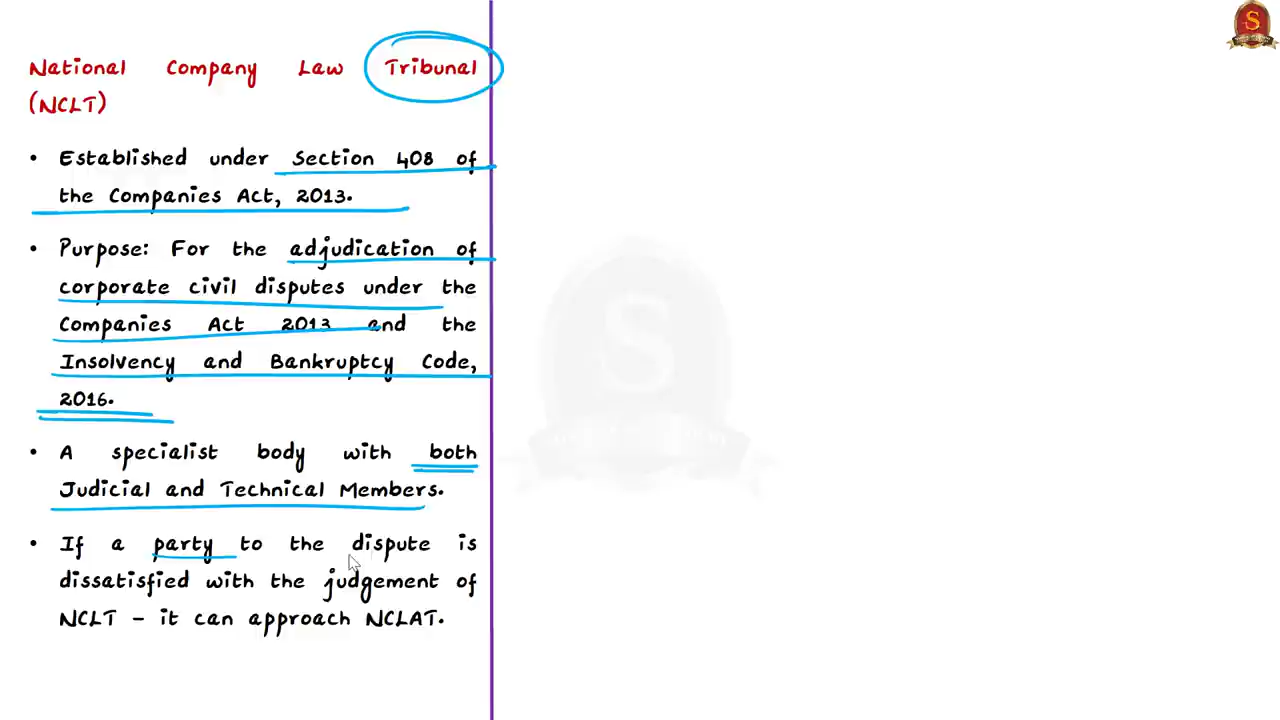 National Company Law Tribunal
(NCLT)
• Established under Section 408 of
the Companies Act, 2013.
• Purpose: For the adjudication of
corporate civil disputes under the
Companies Act 2013 and the
Insolvency and Bankruptcy Code,
2016.
• A specialist body with both
Judicial and Technical Members.
• If a party to the dispute is
dissatisfied with the judgement of
NCLT - it can approach NCLAT.
S
S